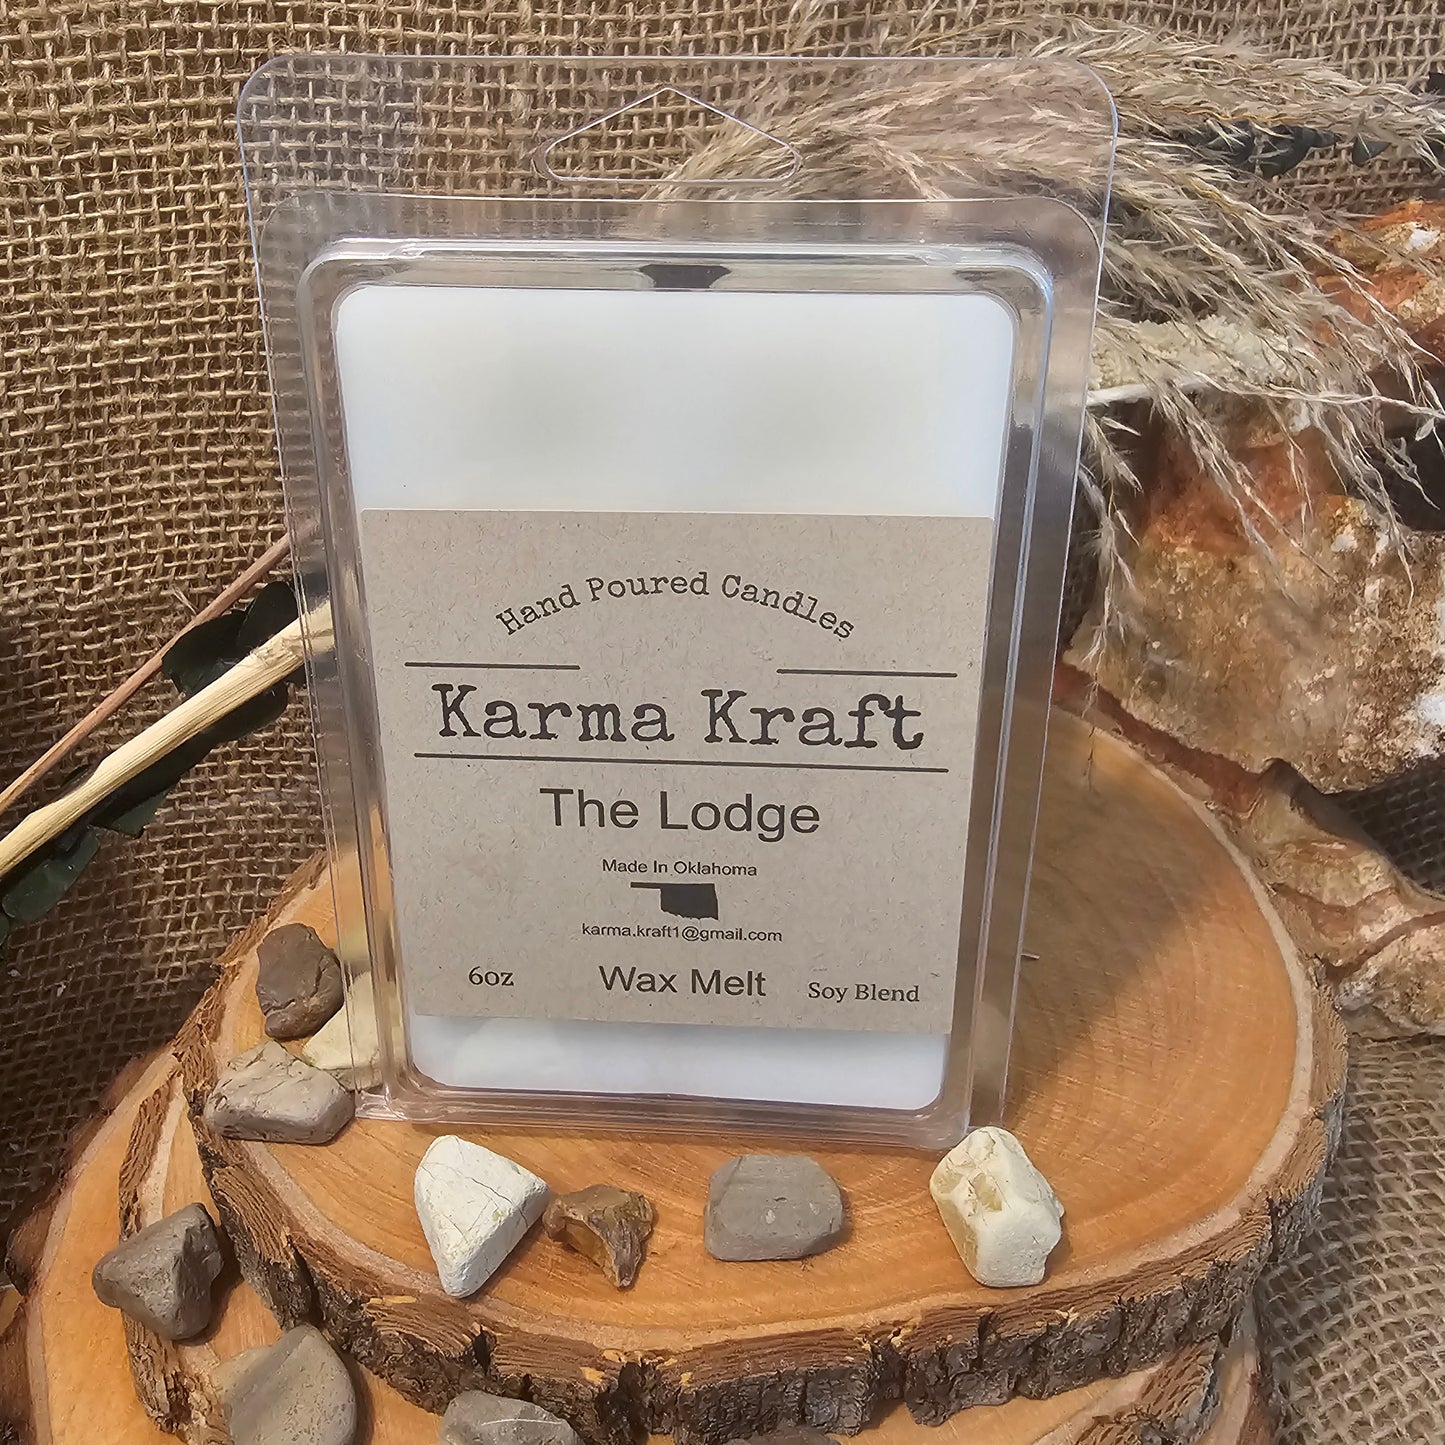 Hand Poured Candles
Karma Kraft
The Lodge
Made In Oklahoma
karma.kraft1@gmail.com
6oz Wax Melt Soy Blend